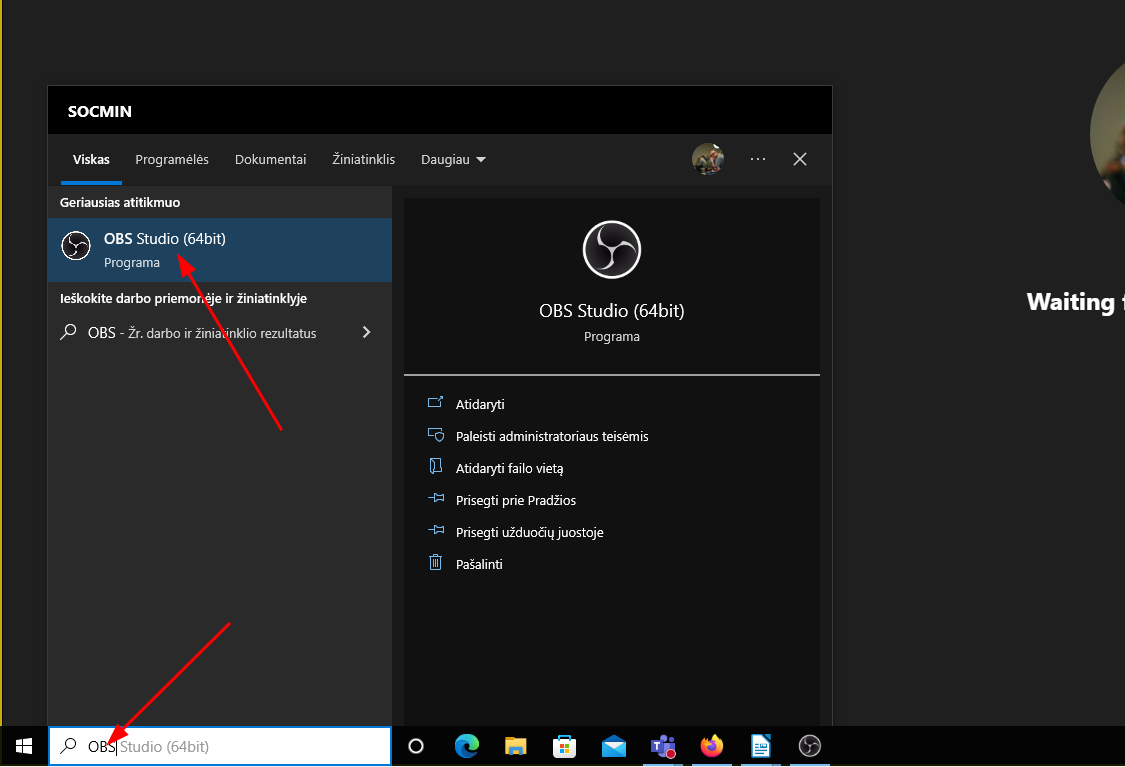 SOCMIN
Viskas Programėlės Dokumentai Žiniatinklis Daugiau
Geriausias atitikmuo
OBS Studio (64bit)
Programa
Ieškokite darbo priemonėje ir žiniatinklyje
OBS - Žr. darbo ir žiniatinklio rezultatus
OBS Studio (64bit)
Programa
Atidaryti
Paleisti administratoriaus teisėmis
Atidaryti failo vietą
Prisegti prie Pradžios
Prisegti užduočių juostoje
Pašalinti
Waiting
OBS Studio (64bit)